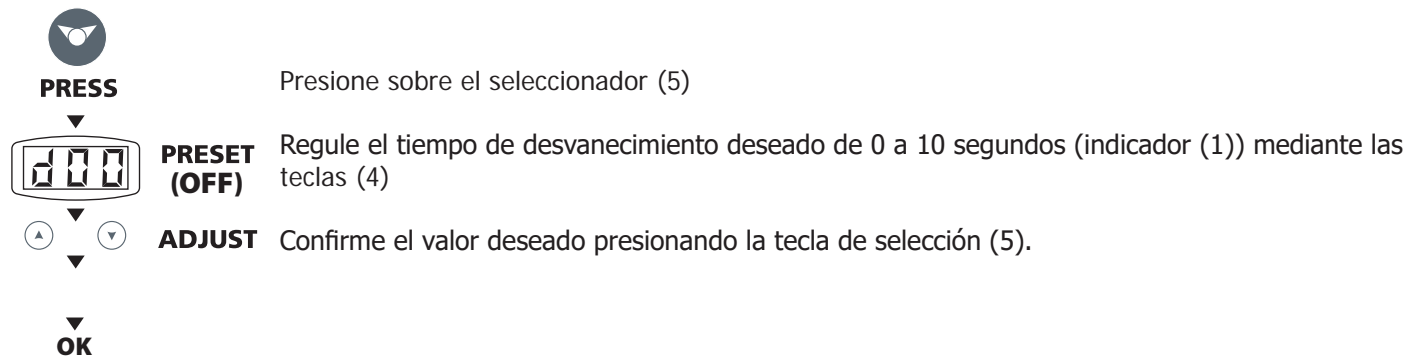 PRESS
Presione sobre el seleccionador (5)
d00
PRESET
(OFF)
Regule el tiempo de desvanecimiento deseado de 0 a 10 segundos (indicador (1)) mediante las
teclas (4)
ADJUST
Confirme el valor deseado presionando la tecla de selección (5).
OK